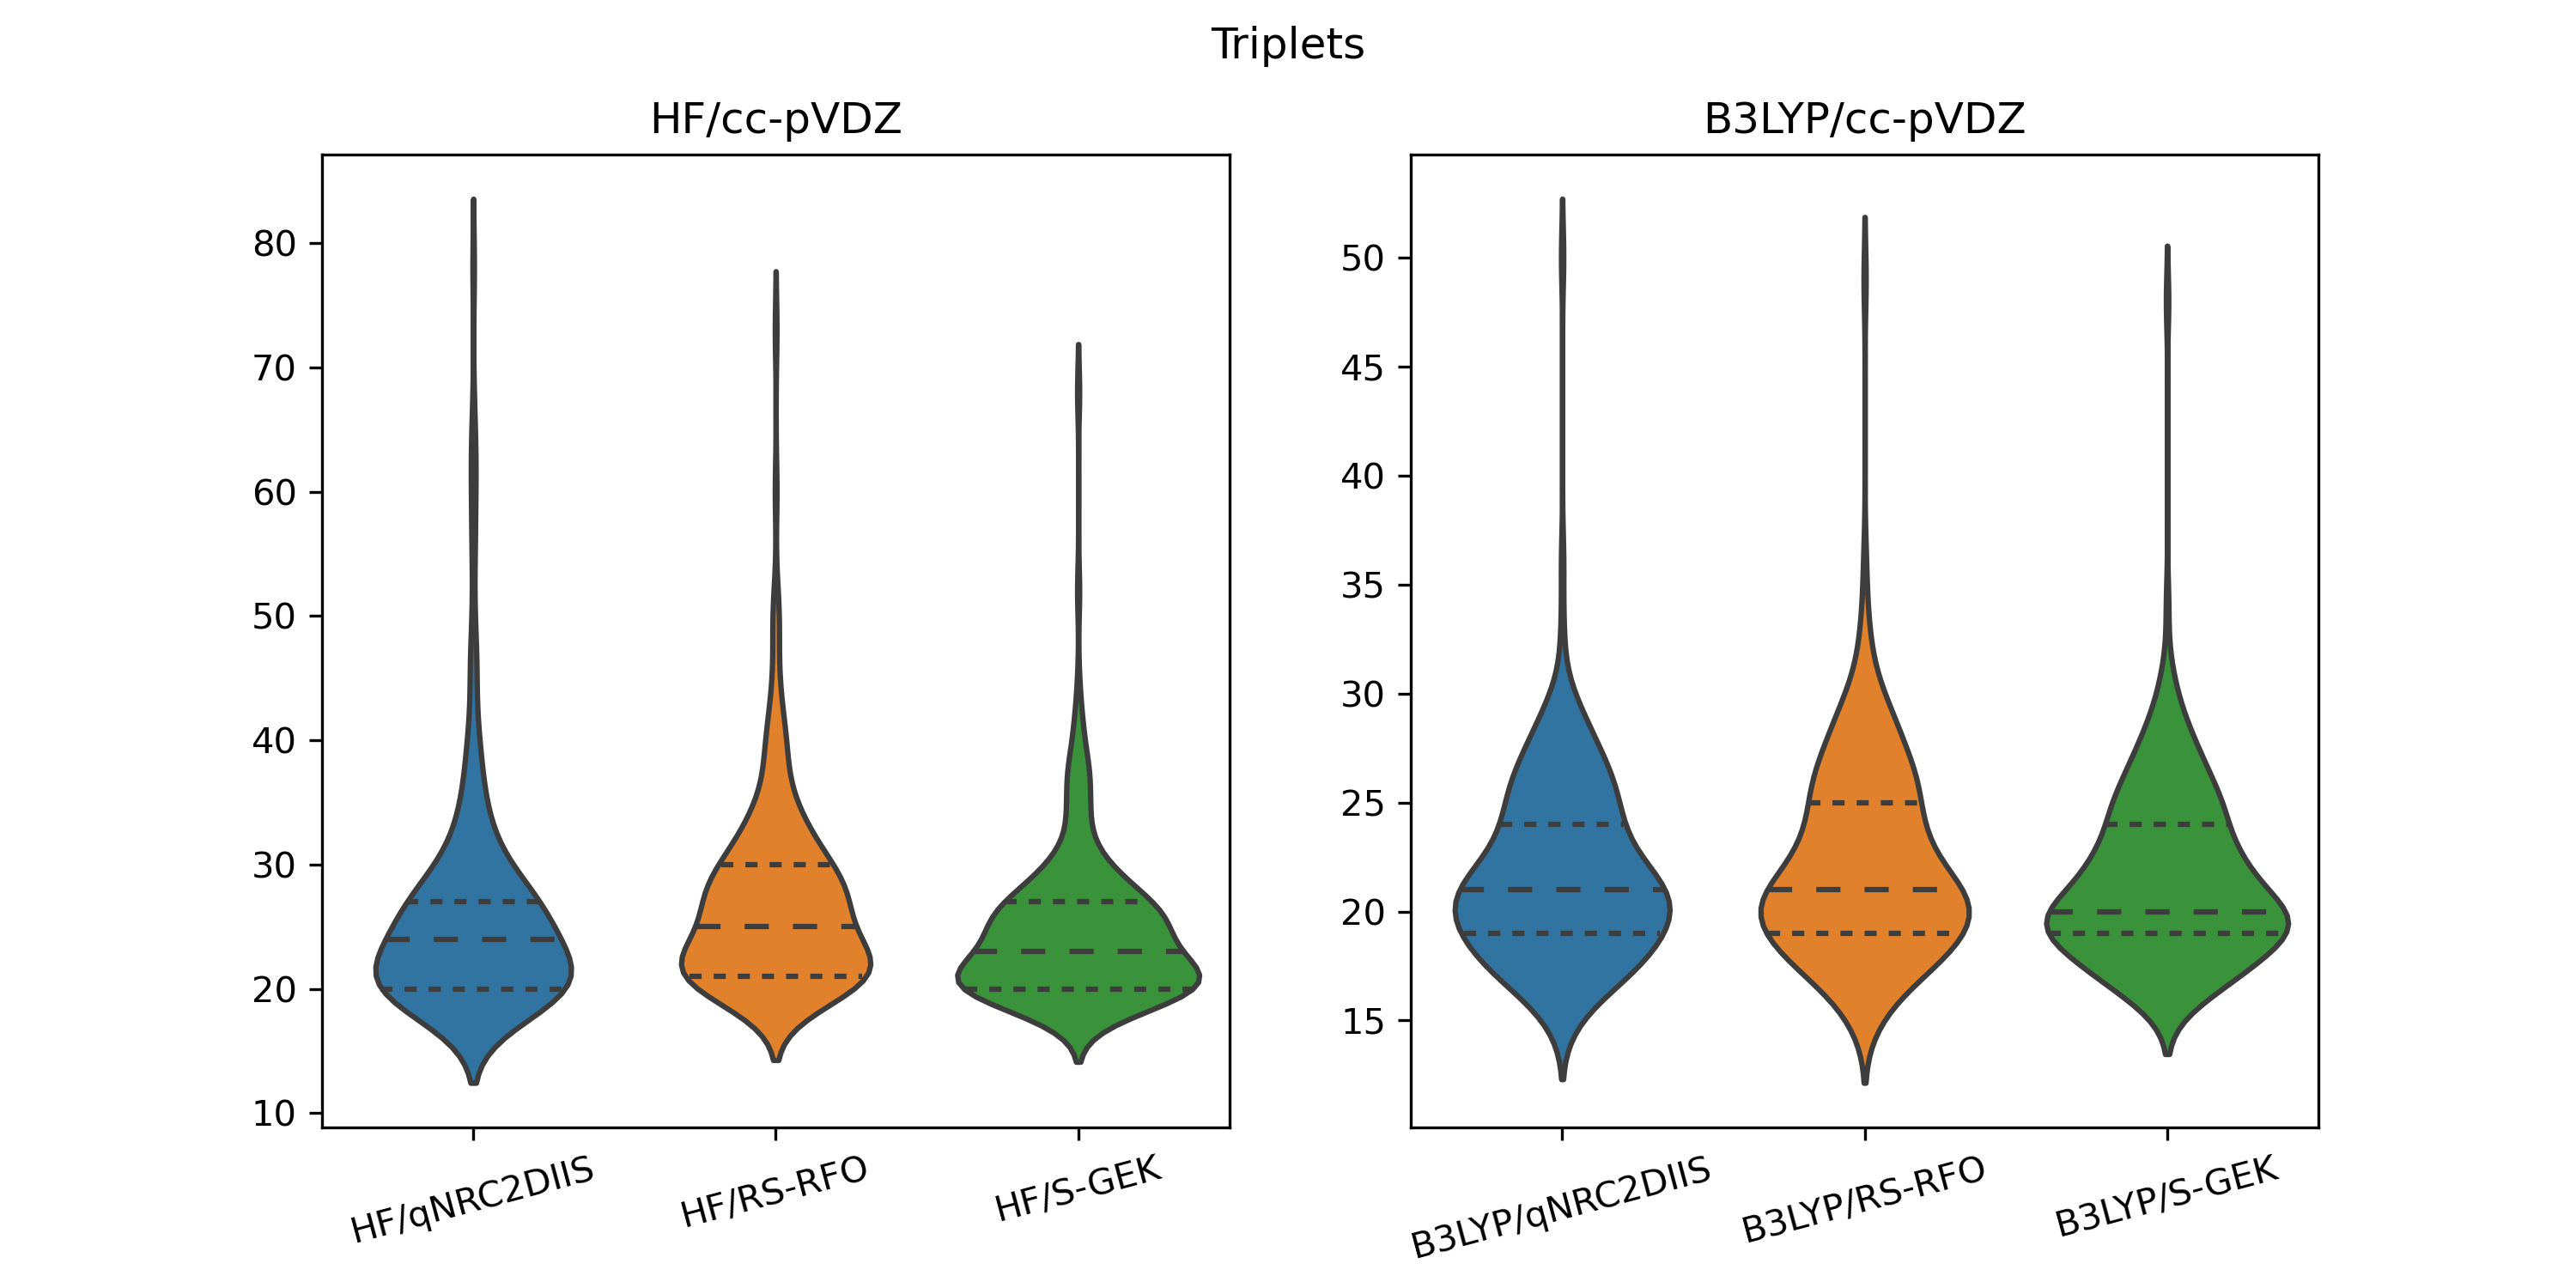 Triplets
HF/cc-pVDZ
80
70
60
50
40
30
20
10
HF/qNRC2DIIS
HF/RS-RFO
HF/S-GEK
B3LYP/cc-pVDZ
50
45
40
35
30
25
20
15
B3LYP/qNRC2DIIS
B3LYP/RS-RFO
B3LYP/S-GEK